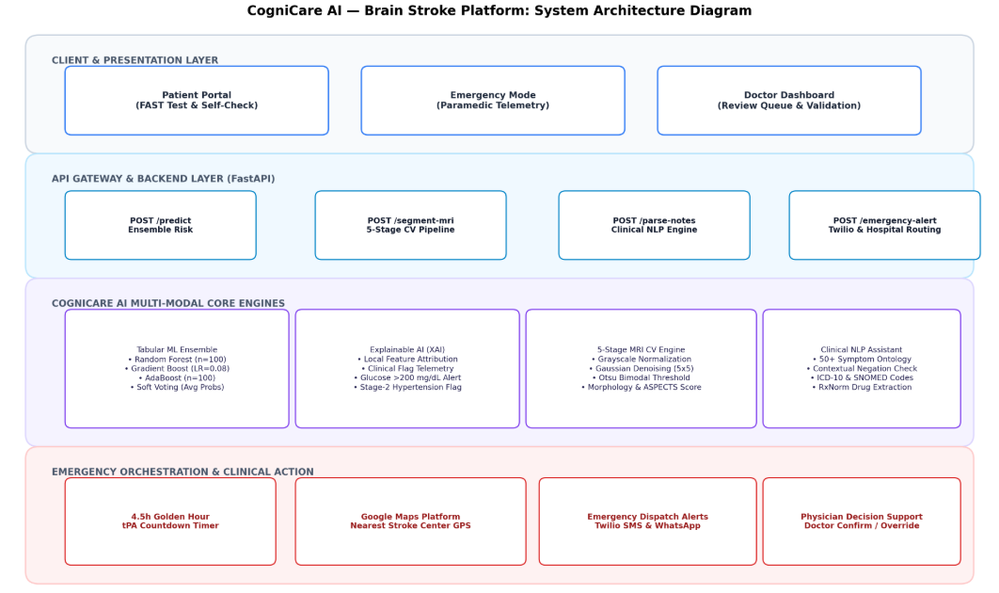 CogniCare AI — Brain Stroke Platform: System Architecture Diagram
CLIENT & PRESENTATION LAYER
Patient Portal
(FAST Test & Self-Check)
Emergency Mode
(Paramedic Telemetry)
Doctor Dashboard
(Review Queue & Validation)
API GATEWAY & BACKEND LAYER (FastAPI)
POST /predict
Ensemble Risk
POST /segment-mri
5-Stage CV Pipeline
POST /parse-notes
Clinical NLP Engine
POST /emergency-alert
Twilio & Hospital Routing
COGNICARE AI MULTI-MODAL CORE ENGINES
Tabular ML Ensemble
• Random Forest (n=100)
• Gradient Boost (LR=0.08)
• AdaBoost (n=100)
• Soft Voting (Avg Probs)
Explainable AI (XAI)
• Local Feature Attribution
• Clinical Flag Telemetry
• Glucose >200 mg/dL Alert
• Stage-2 Hypertension Flag
5-Stage MRI CV Engine
• Grayscale Normalization
• Gaussian Denoising (5x5)
• Otsu Bimodal Threshold
• Morphology & ASPECTS Score
Clinical NLP Assistant
• 50+ Symptom Ontology
• Contextual Negation Check
• ICD-10 & SNOMED Codes
• RxNorm Drug Extraction
EMERGENCY ORCHESTRATION & CLINICAL ACTION
4.5h Golden Hour
tPA Countdown Timer
Google Maps Platform
Nearest Stroke Center GPS
Emergency Dispatch Alerts
Twilio SMS & WhatsApp
Physician Decision Support
Doctor Confirm / Override